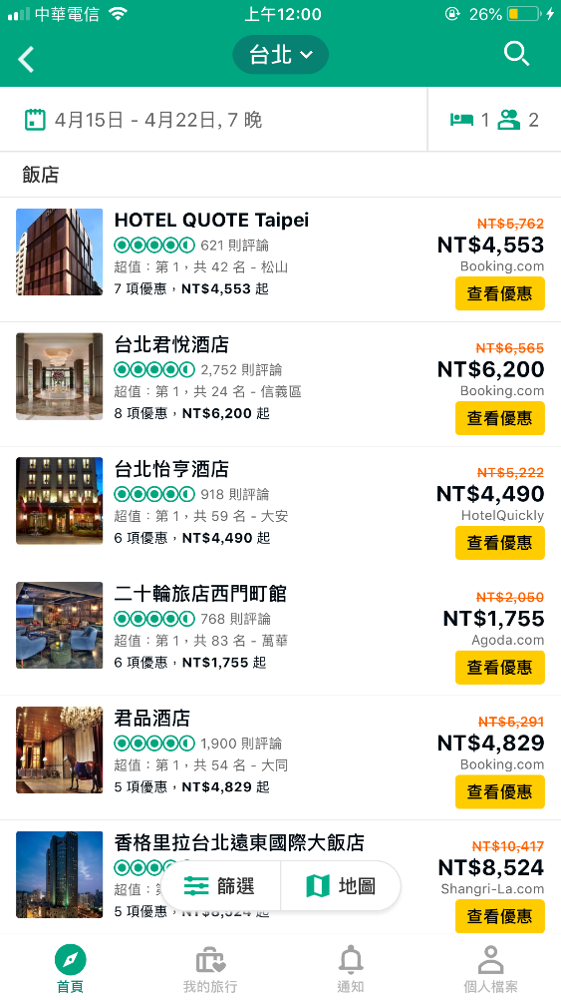 中華電信 上午12:00 26%
台北
4月15日 - 4月22日, 7 晚 1 2
飯店
HOTEL QUOTE Taipei
NT$5,762
621 則評論
NT$4,553
超值：第 1，共 42 名 - 松山
Booking.com
7 項優惠，NT$4,553 起
查看優惠
台北君悅酒店
NT$6,565
2,752 則評論
NT$6,200
超值：第 1，共 24 名 - 信義區
Booking.com
8 項優惠，NT$6,200 起
查看優惠
台北怡亨酒店
NT$5,222
918 則評論
NT$4,490
超值：第 1，共 59 名 - 大安
HotelQuickly
6 項優惠，NT$4,490 起
查看優惠
二十輪旅店西門町館
NT$2,050
768 則評論
NT$1,755
超值：第 1，共 83 名 - 萬華
Agoda.com
6 項優惠，NT$1,755 起
查看優惠
君品酒店
NT$5,291
1,900 則評論
NT$4,829
超值：第 1，共 54 名 - 大同
Booking.com
5 項優惠，NT$4,829 起
查看優惠
香格里拉台北遠東國際大飯店
NT$10,417
NT$8,524
超值：
Shangri-La.com
篩選 地圖
5 項優惠，NT$8,524 起
查看優惠
首頁 我的旅行 通知 個人檔案